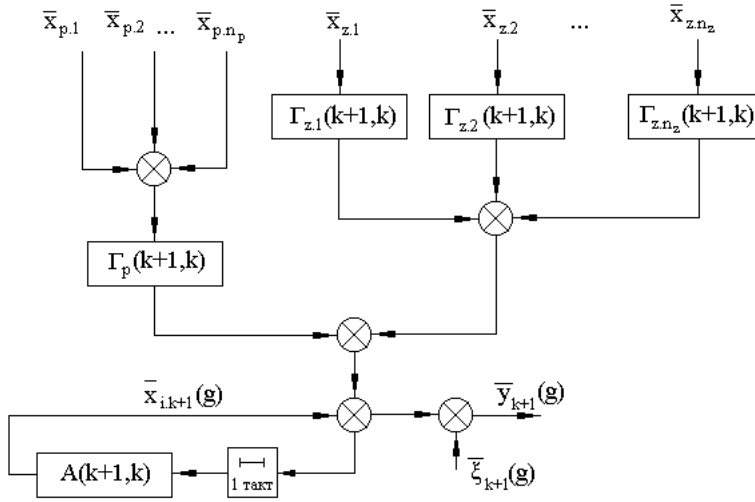 x̄p.1 x̄p.2 ... x̄p.np x̄z.1 x̄z.2 ... x̄z.nz
Γz.1(k+1,k) Γz.2(k+1,k) Γz.nz(k+1,k)
Γp(k+1,k)
x̄i.k+1(g) ȳk+1(g)
A(k+1,k) 1 такт ξ̄k+1(g)